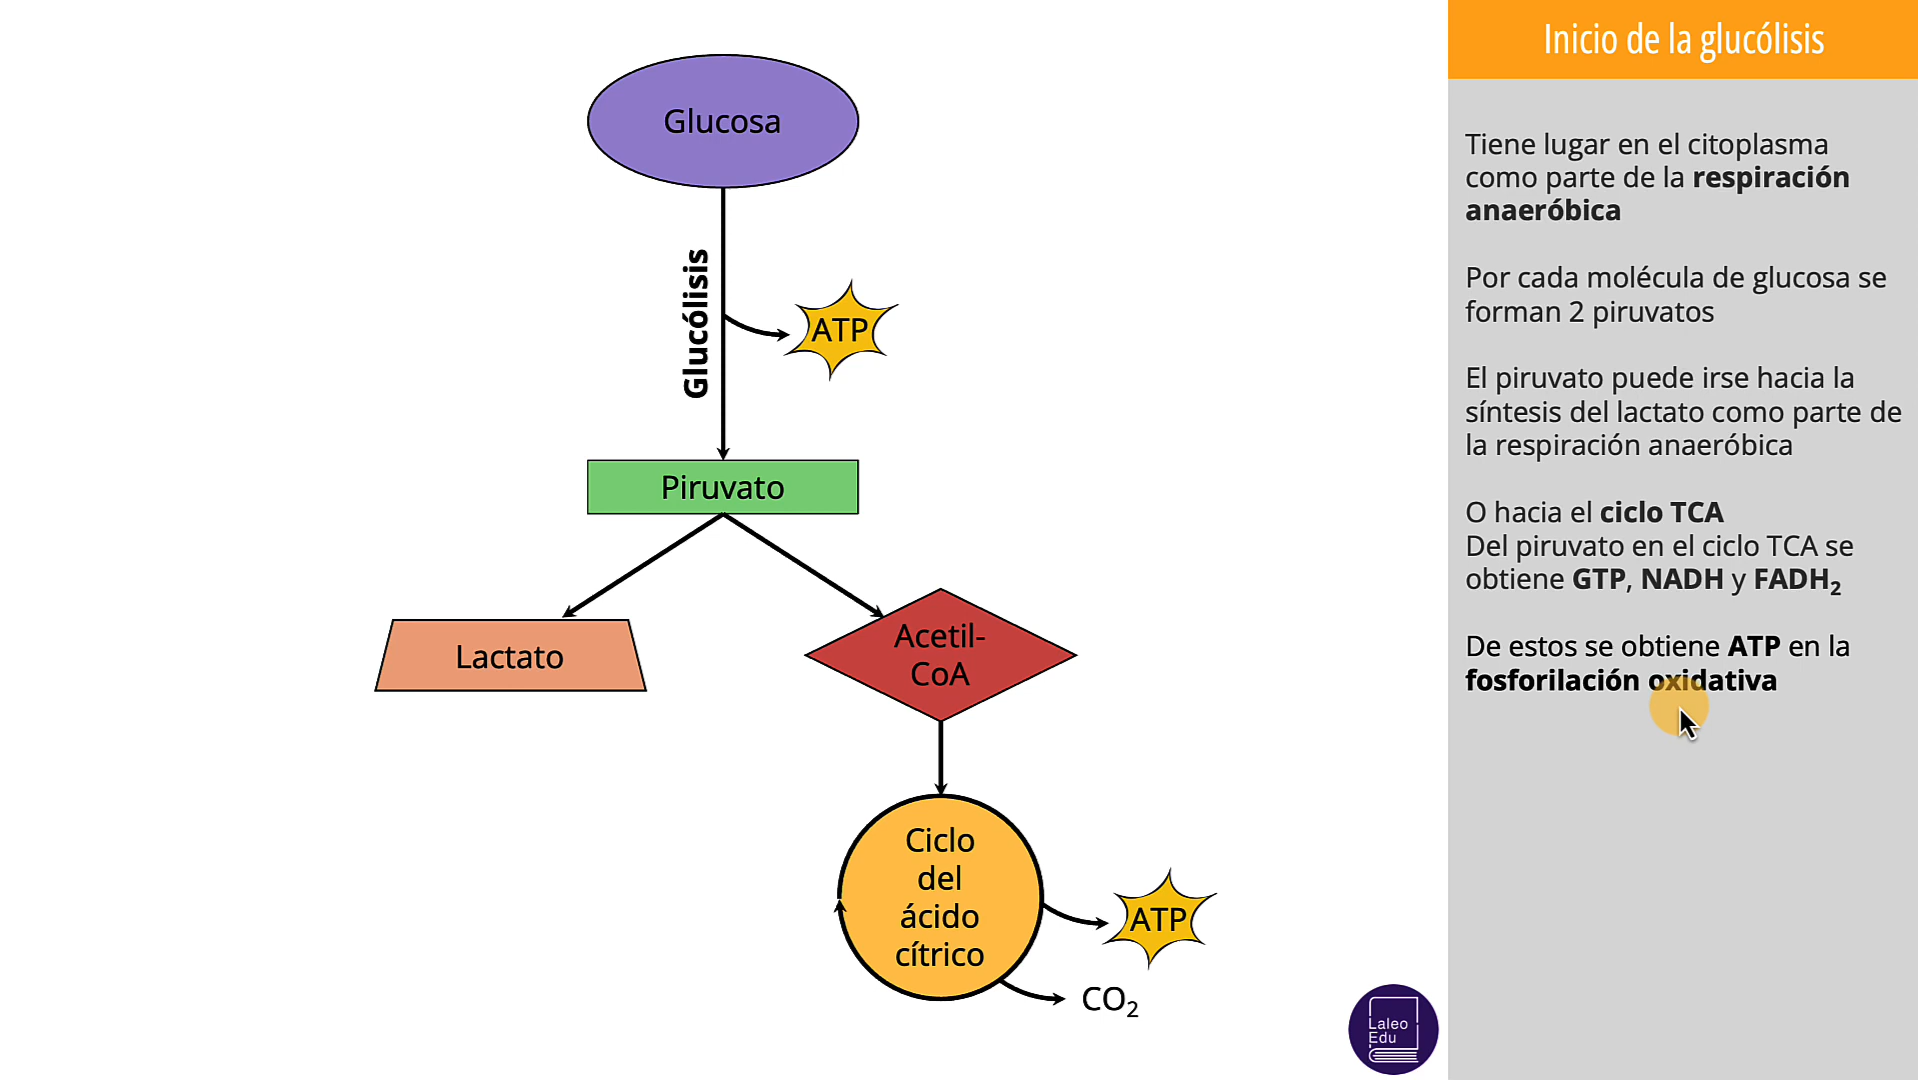 Inicio de la glucólisis
Glucosa
Glucólisis
ATP
Piruvato
Lactato
Acetil-
CoA
Ciclo
del
ácido
cítrico
ATP
CO₂
Tiene lugar en el citoplasma
como parte de la respiración
anaeróbica
Por cada molécula de glucosa se
forman 2 piruvatos
El piruvato puede irse hacia la
síntesis del lactato como parte de
la respiración anaeróbica
O hacia el ciclo TCA
Del piruvato en el ciclo TCA se
obtiene GTP, NADH y FADH₂
De estos se obtiene ATP en la
fosforilación oxidativa
Laleo
Edu